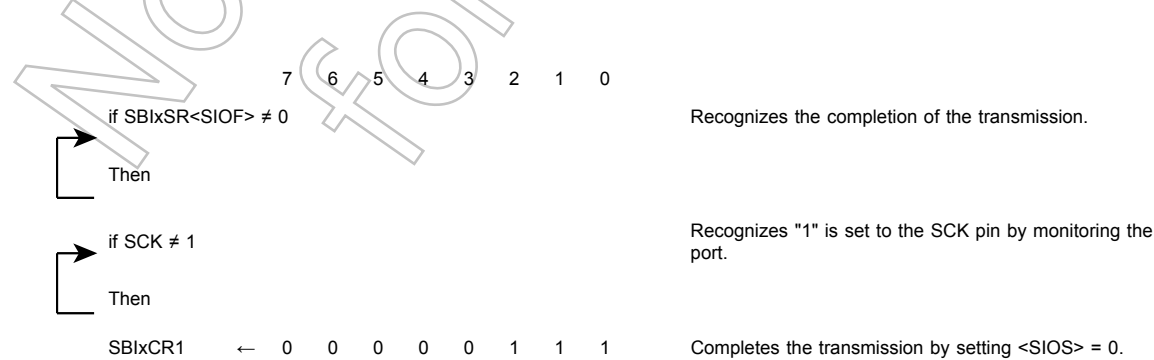 7 6 5 4 3 2 1 0
if SBIxSR<SIOF> ≠ 0 Recognizes the completion of the transmission.
Then
if SCK ≠ 1 Recognizes "1" is set to the SCK pin by monitoring the
port.
Then
SBIxCR1 ← 0 0 0 0 0 1 1 1 Completes the transmission by setting <SIOS> = 0.